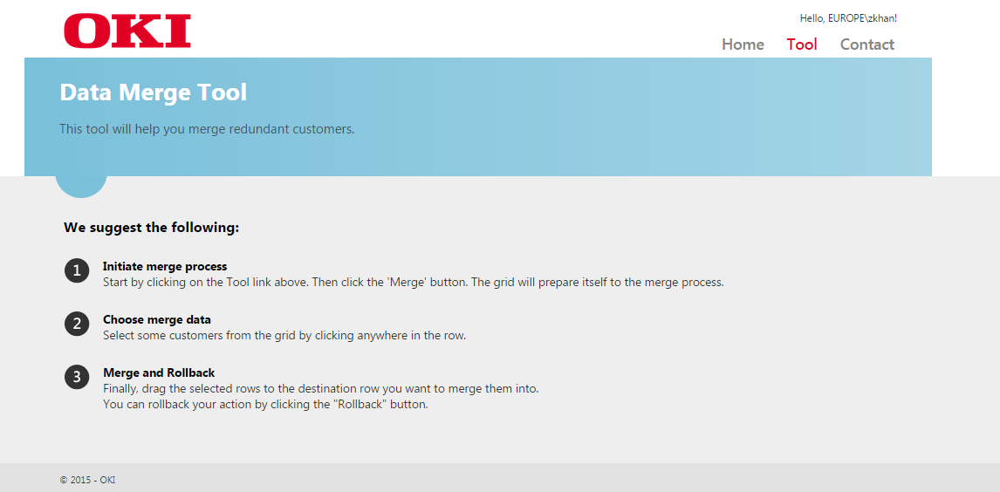 OKI
Hello, EUROPE\zkhan!
Home Tool Contact
Data Merge Tool
This tool will help you merge redundant customers.
We suggest the following:
1 Initiate merge process
Start by clicking on the Tool link above. Then click the 'Merge' button. The grid will prepare itself to the merge process.
2 Choose merge data
Select some customers from the grid by clicking anywhere in the row.
3 Merge and Rollback
Finally, drag the selected rows to the destination row you want to merge them into.
You can rollback your action by clicking the "Rollback" button.
© 2015 - OKI